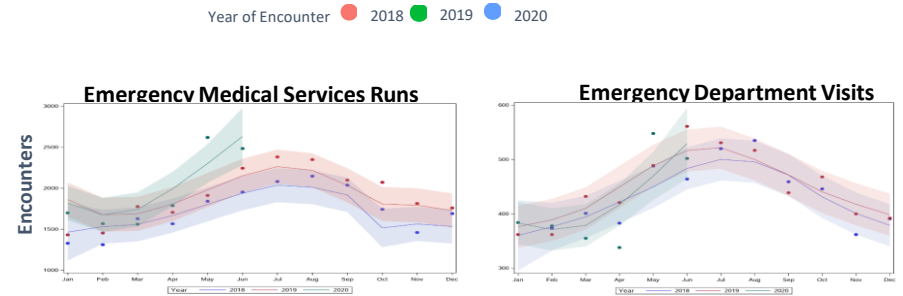 Year of Encounter 2018 2019 2020
Emergency Medical Services Runs
Emergency Department Visits
Encounters
3000
2500
2000
1500
1000
Jan Feb Mar Apr May Jun Jul Aug Sep Oct Nov Dec
Year 2018 2019 2020
600
500
400
300
Jan Feb Mar Apr May Jun Jul Aug Sep Oct Nov Dec
Year 2018 2019 2020